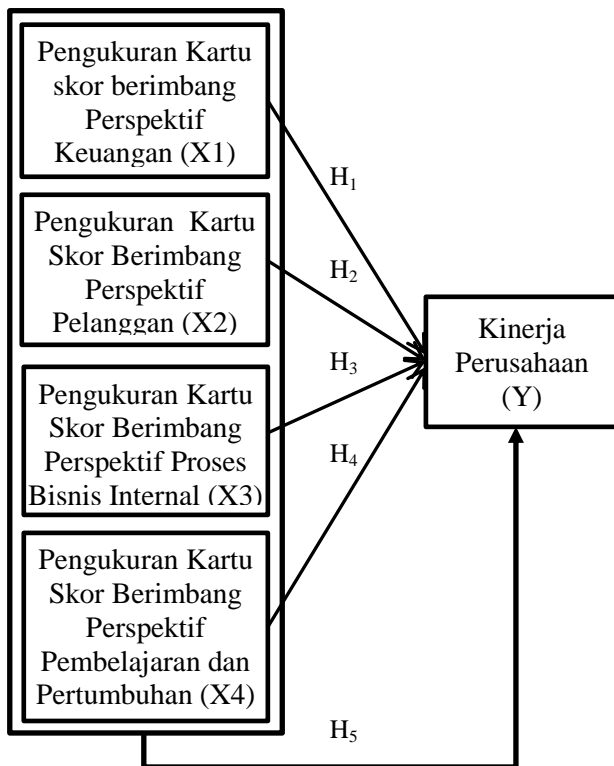 Pengukuran Kartu
skor berimbang
Perspektif
Keuangan (X1)
H1
Pengukuran Kartu
Skor Berimbang
Perspektif
Pelanggan (X2)
H2
Kinerja
Perusahaan
(Y)
Pengukuran Kartu
Skor Berimbang
Perspektif Proses
Bisnis Internal (X3)
H3
H4
Pengukuran Kartu
Skor Berimbang
Perspektif
Pembelajaran dan
Pertumbuhan (X4)
H5